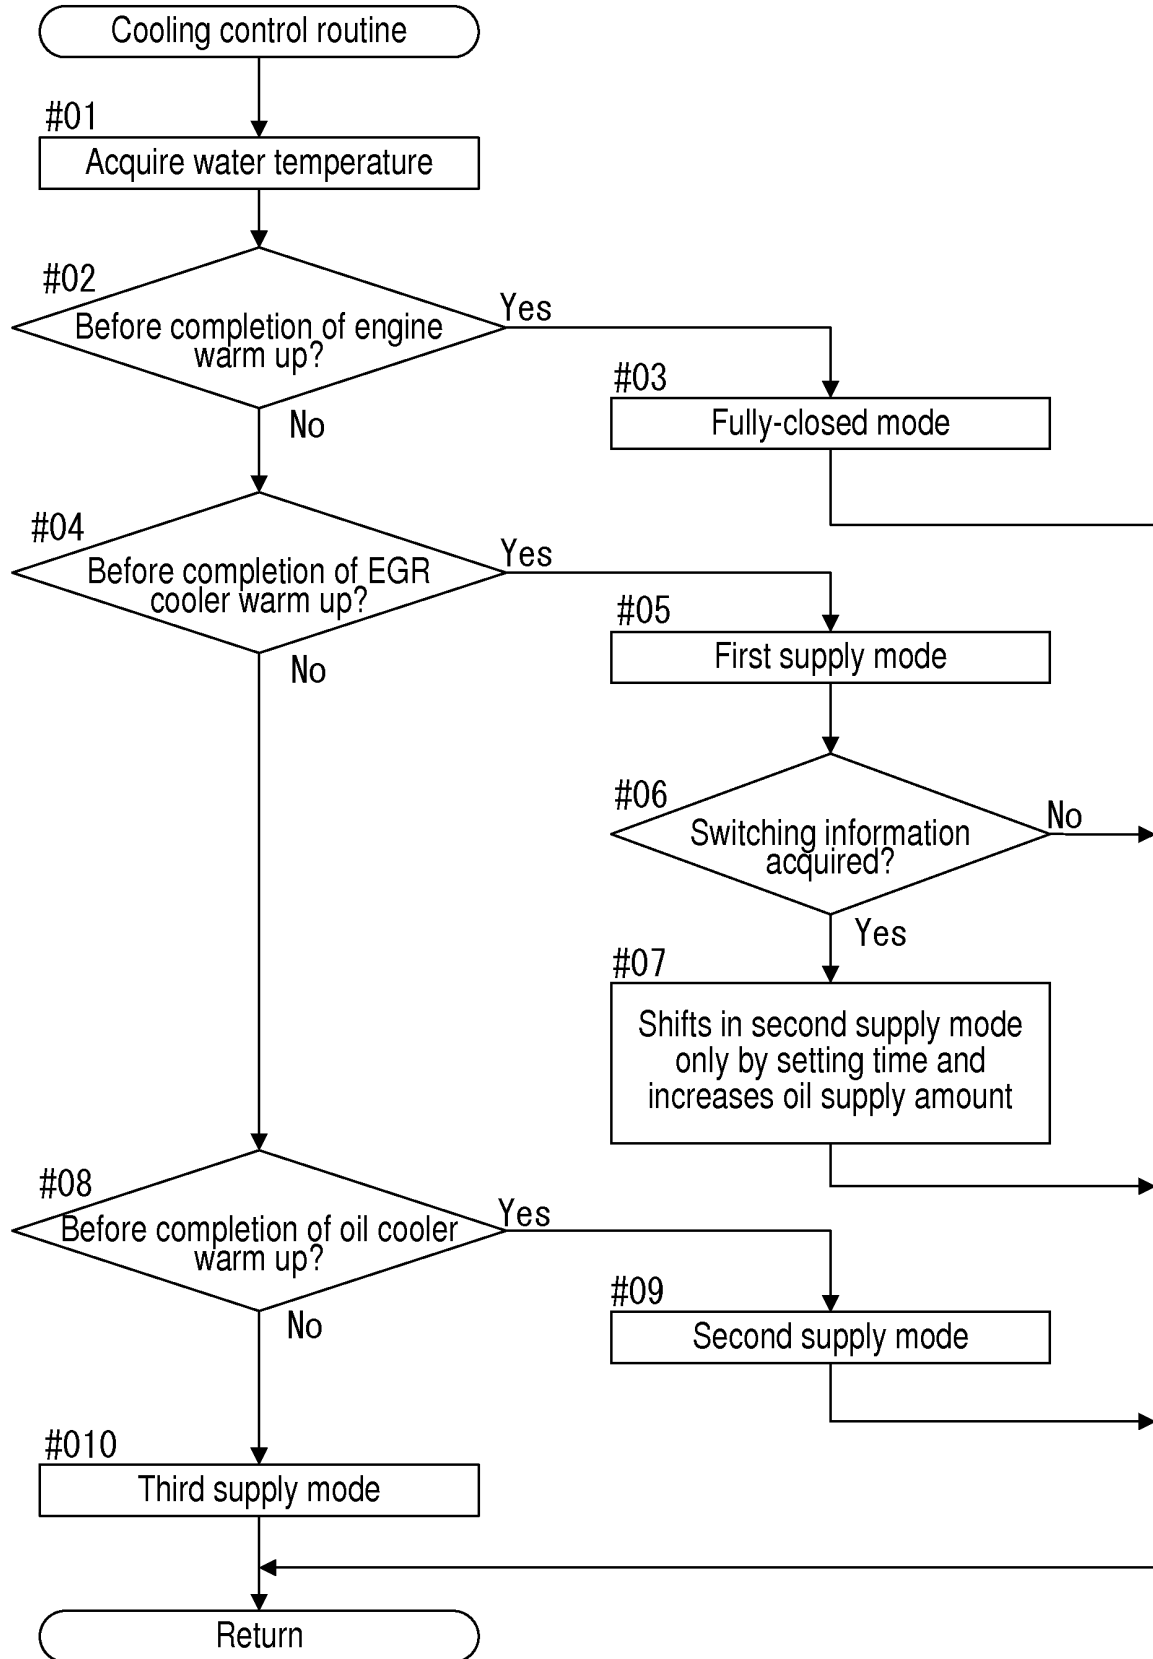 Cooling control routine
#01
Acquire water temperature
#02
Before completion of engine
warm up?
Yes
No
#03
Fully-closed mode
#04
Before completion of EGR
cooler warm up?
Yes
No
#05
First supply mode
#06
Switching information
acquired?
No
Yes
#07
Shifts in second supply mode
only by setting time and
increases oil supply amount
#08
Before completion of oil cooler
warm up?
Yes
No
#09
Second supply mode
#010
Third supply mode
Return